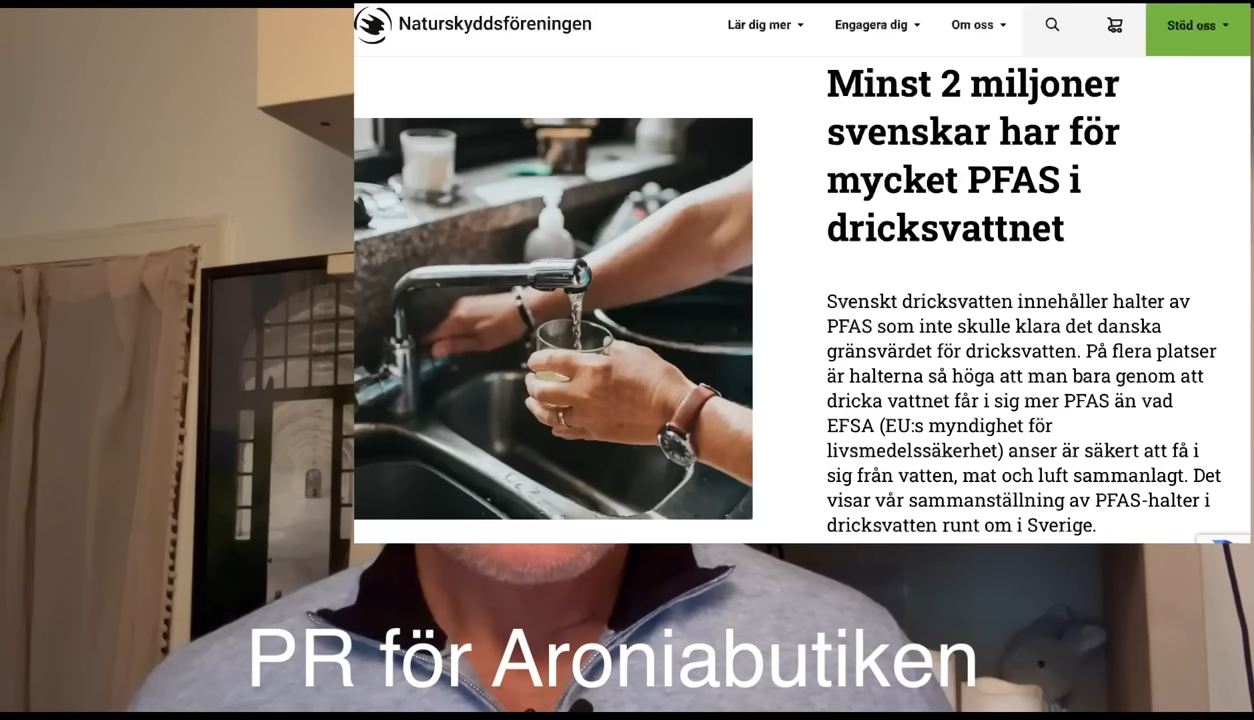 Naturskyddsföreningen
Lär dig mer
Engagera dig
Om oss
Stöd oss
Minst 2 miljoner
svenskar har för
mycket PFAS i
dricksvattnet
Svenskt dricksvatten innehåller halter av
PFAS som inte skulle klara det danska
gränsvärdet för dricksvatten. På flera platser
är halterna så höga att man bara genom att
dricka vattnet får i sig mer PFAS än vad
EFSA (EU:s myndighet för
livsmedelssäkerhet) anser är säkert att få i
sig från vatten, mat och luft sammanlagt. Det
visar vår sammanställning av PFAS-halter i
dricksvatten runt om i Sverige.
PR för Aroniabutiken